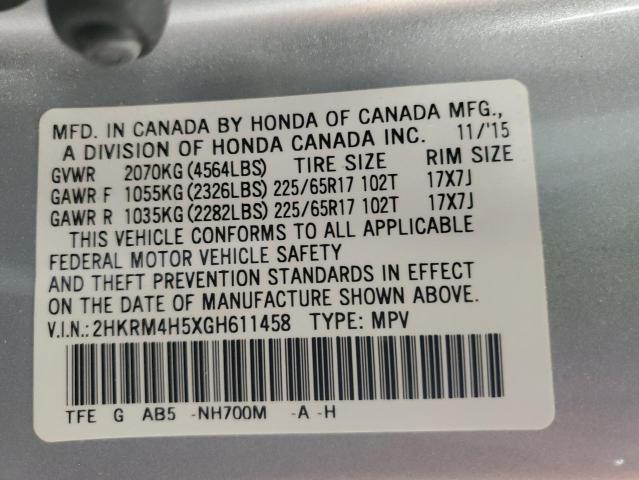 MFD. IN CANADA BY HONDA OF CANADA MFG.,
A DIVISION OF HONDA CANADA INC. 11/'15
GVWR 2070KG(4564LBS) TIRE SIZE RIM SIZE
GAWR F 1055KG(2326LBS) 225/65R17 102T 17X7J
GAWR R 1035KG(2282LBS) 225/65R17 102T 17X7J
THIS VEHICLE CONFORMS TO ALL APPLICABLE
FEDERAL MOTOR VEHICLE SAFETY
AND THEFT PREVENTION STANDARDS IN EFFECT
ON THE DATE OF MANUFACTURE SHOWN ABOVE.
V.I.N.: 2HKRM4H5XGH611458 TYPE: MPV
TFE G AB5 -NH700M -A -H